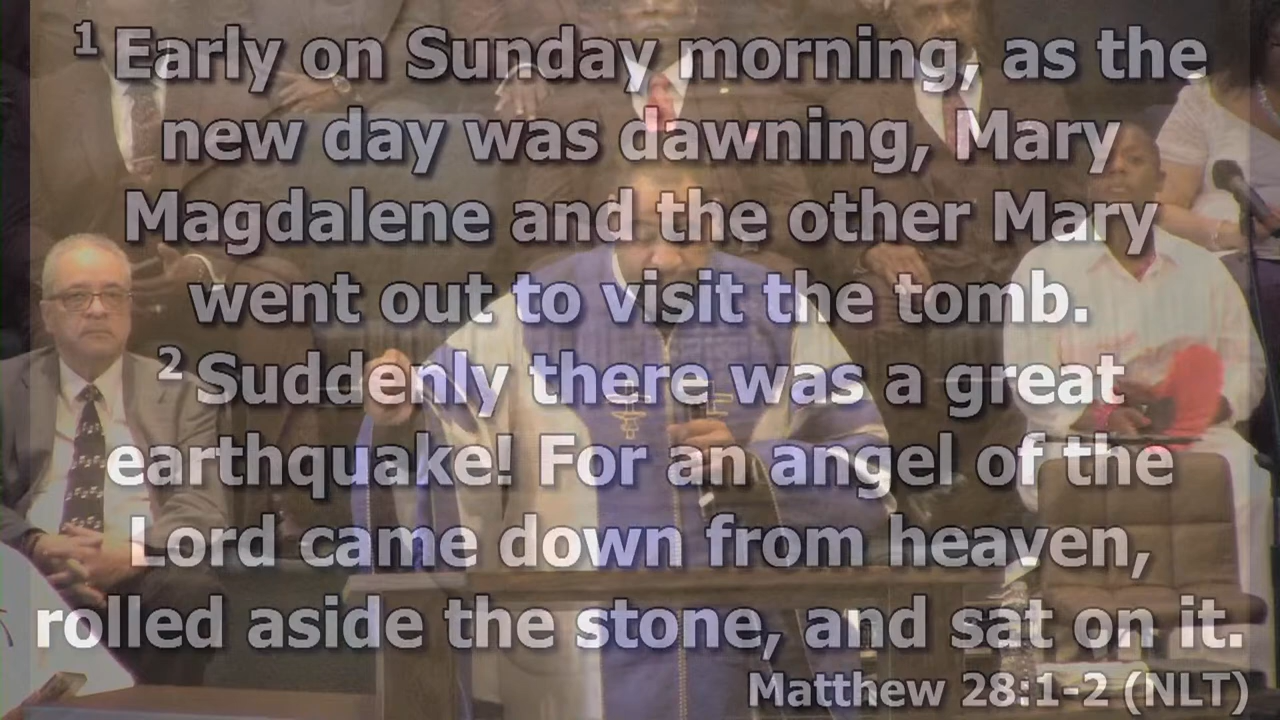 1 Early on Sunday morning, as the
new day was dawning, Mary
Magdalene and the other Mary
went out to visit the tomb.
2 Suddenly there was a great
earthquake! For an angel of the
Lord came down from heaven,
rolled aside the stone, and sat on it.
Matthew 28:1-2 (NLT)